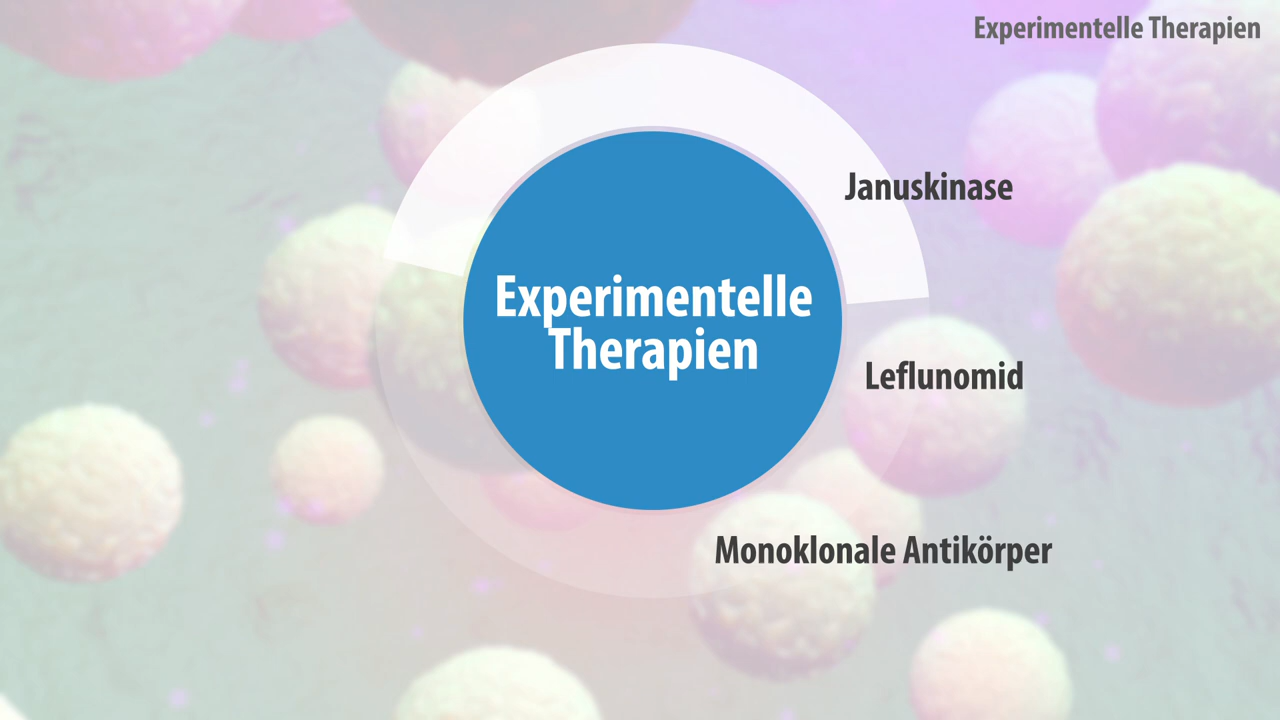 Experimentelle Therapien
Januskinase
Experimentelle
Therapien
Leflunomid
Monoklonale Antikörper